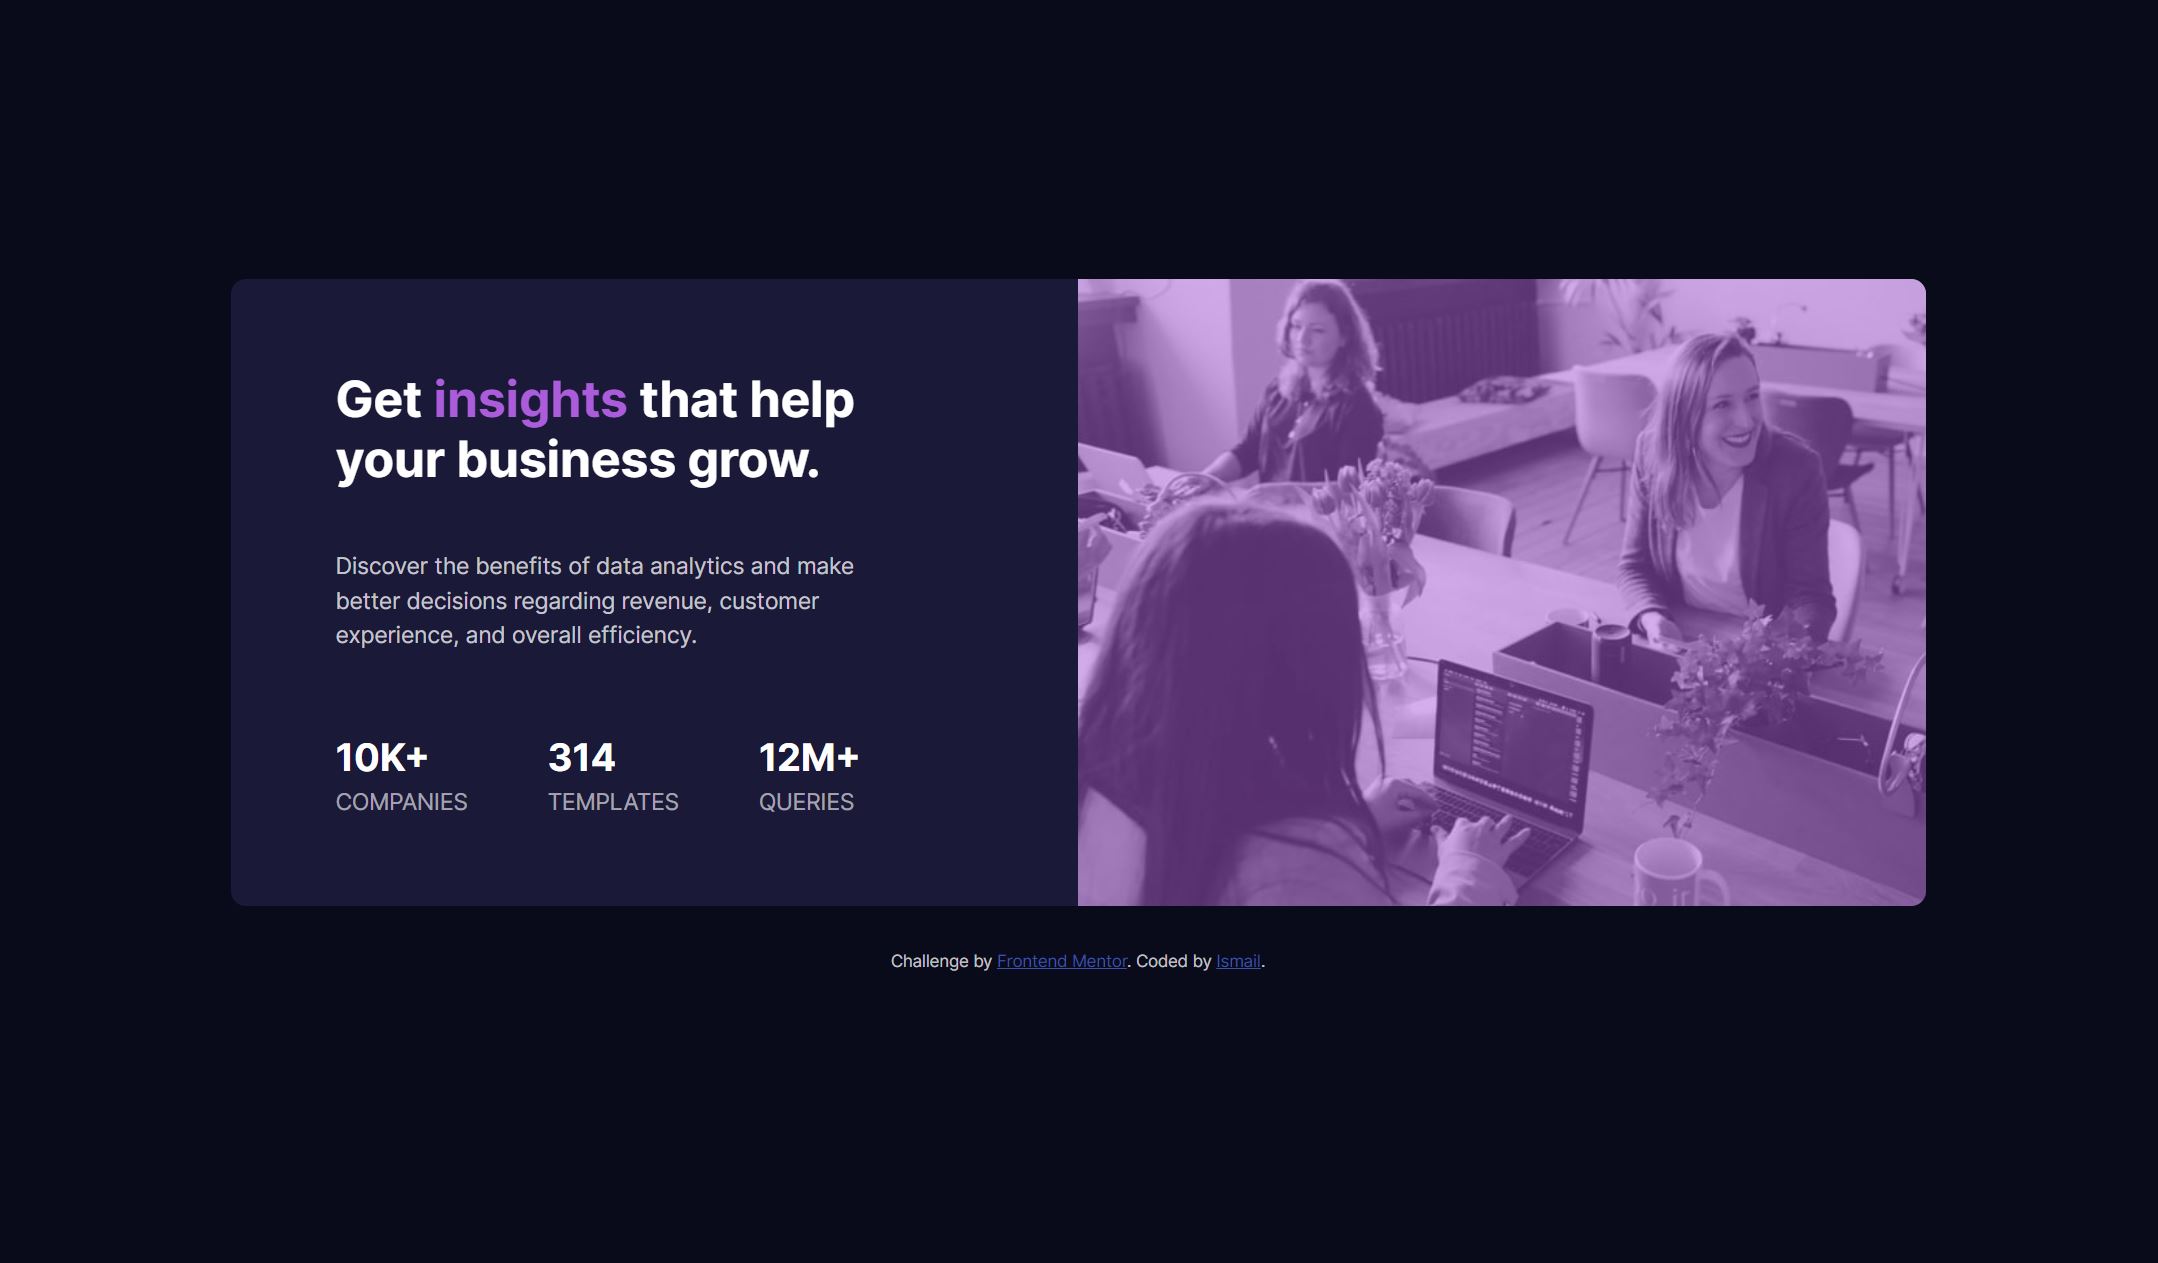 Get insights that help
your business grow.
Discover the benefits of data analytics and make
better decisions regarding revenue, customer
experience, and overall efficiency.
10K+ 314 12M+
COMPANIES TEMPLATES QUERIES
Challenge by Frontend Mentor. Coded by Ismail.